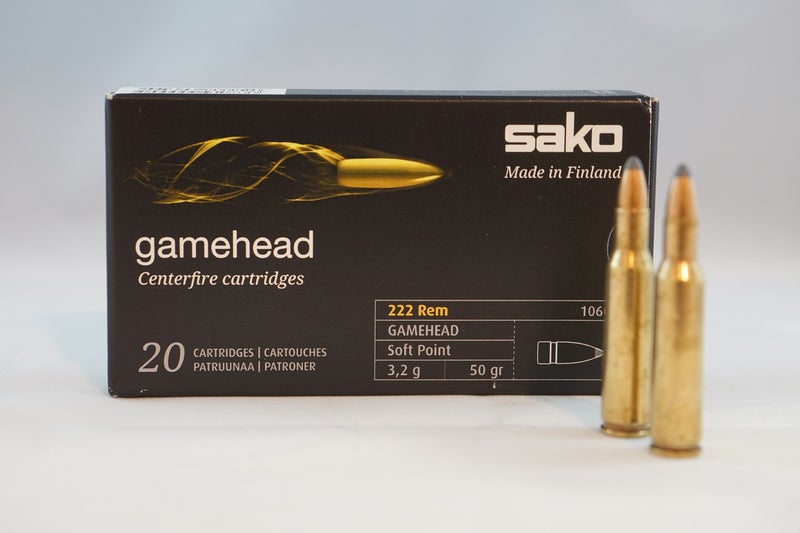 sako
Made in Finland
gamehead
Centerfire cartridges
222 Rem
GAMEHEAD
Soft Point
3,2 g 50 gr
20 CARTRIDGES | CARTOUCHES
PATRUUNAA | PATRONER